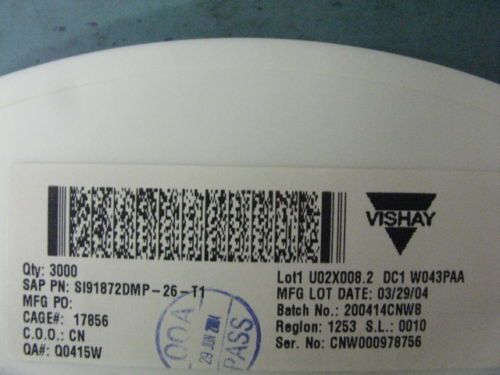 VISHAY
Qty: 3000
SAP PN: SI91872DMP-26-T1
MFG PO:
CAGE#: 17856
C.O.O.: CN
QA#: Q0415W
Lot1 U02X008.2 DC1 W043PAA
MFG LOT DATE: 03/29/04
Batch No.: 200414CNW8
Region: 1253 S.L.: 0010
Ser. No: CNW000978756
OOA
29 JUN 2004
PASS